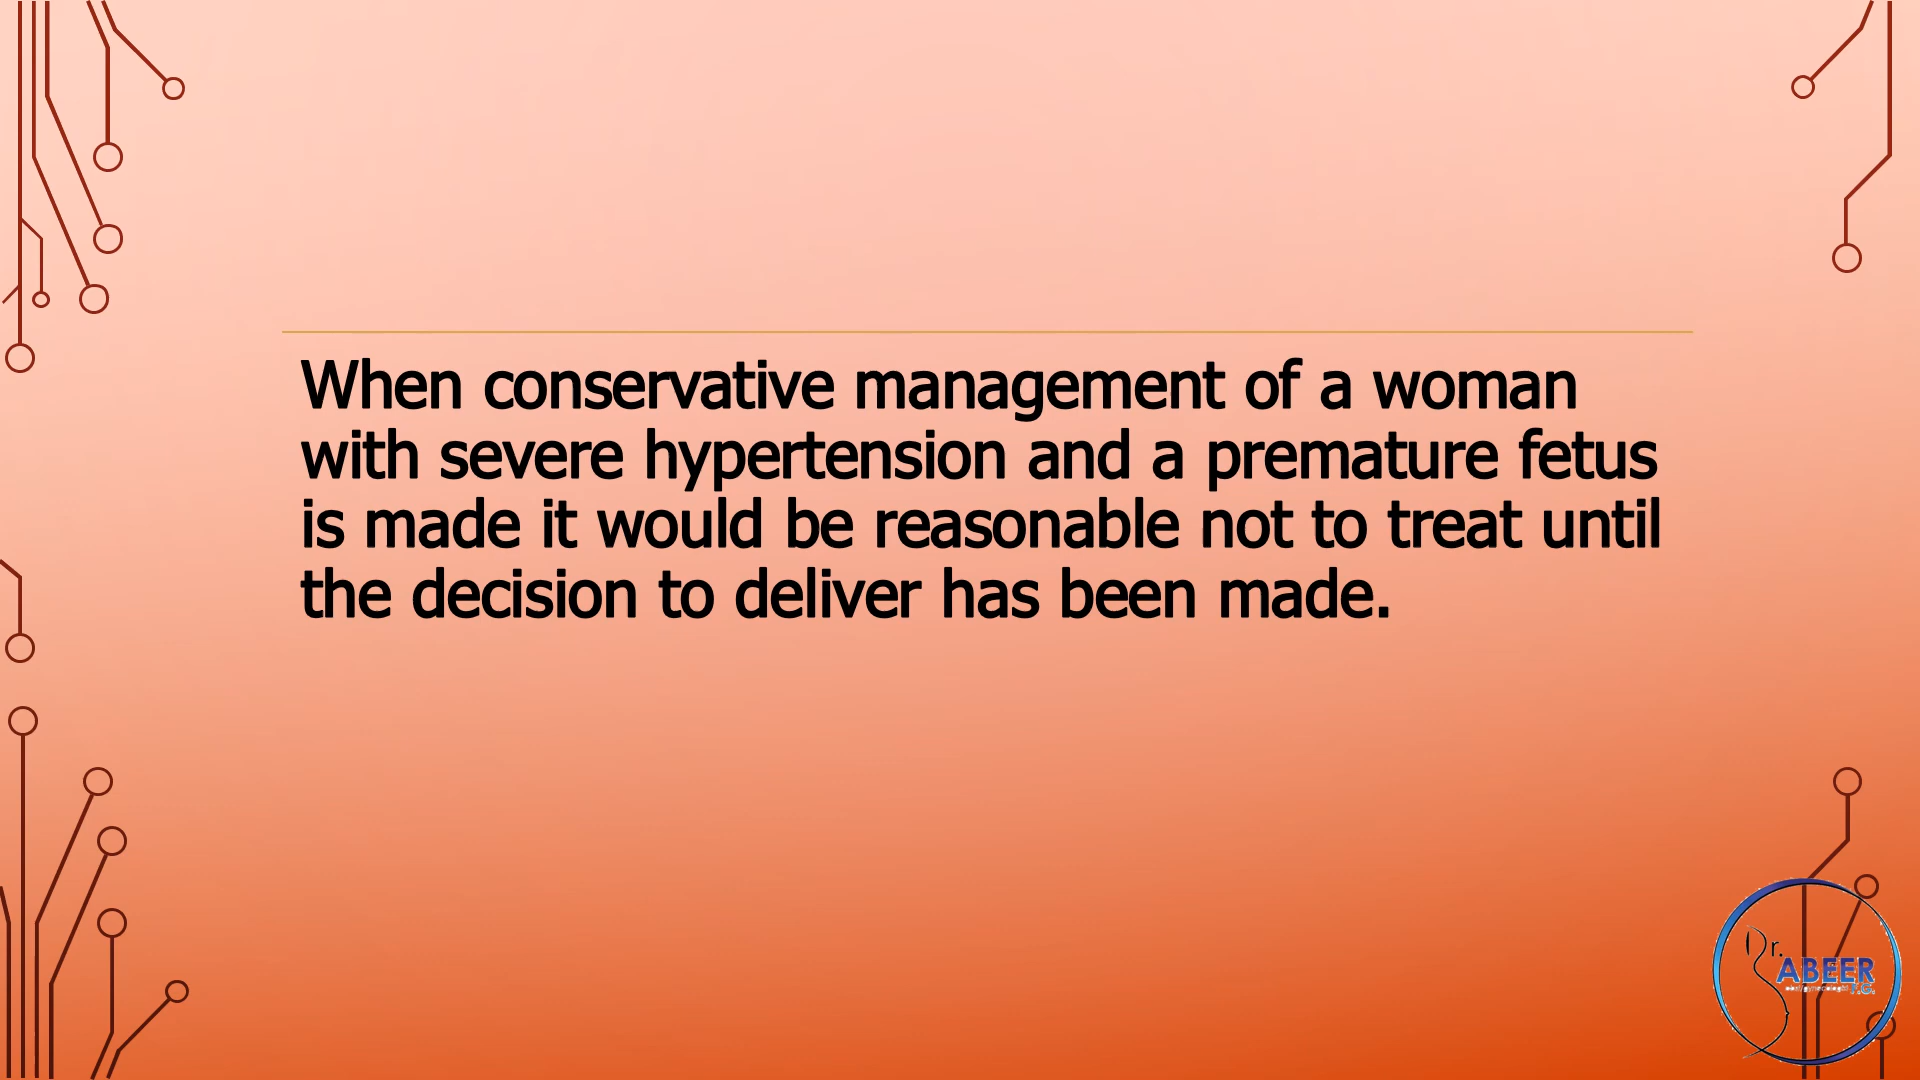 When conservative management of a woman
with severe hypertension and a premature fetus
is made it would be reasonable not to treat until
the decision to deliver has been made.
Dr.
ABEER
F.G.